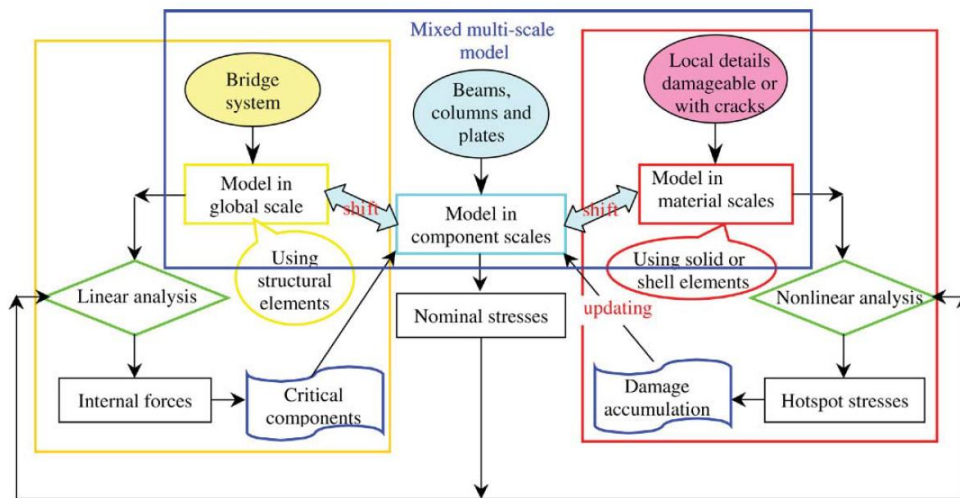 Mixed multi-scale
model
Bridge
system
Beams,
columns and
plates
Local details
damageable or
with cracks
Model in
global scale
shift
Model in
component scales
shift
Model in
material scales
Using
structural
elements
Using solid or
shell elements
Linear analysis
Nominal stresses
updating
Nonlinear analysis
Internal forces
Critical
components
Damage
accumulation
Hotspot stresses